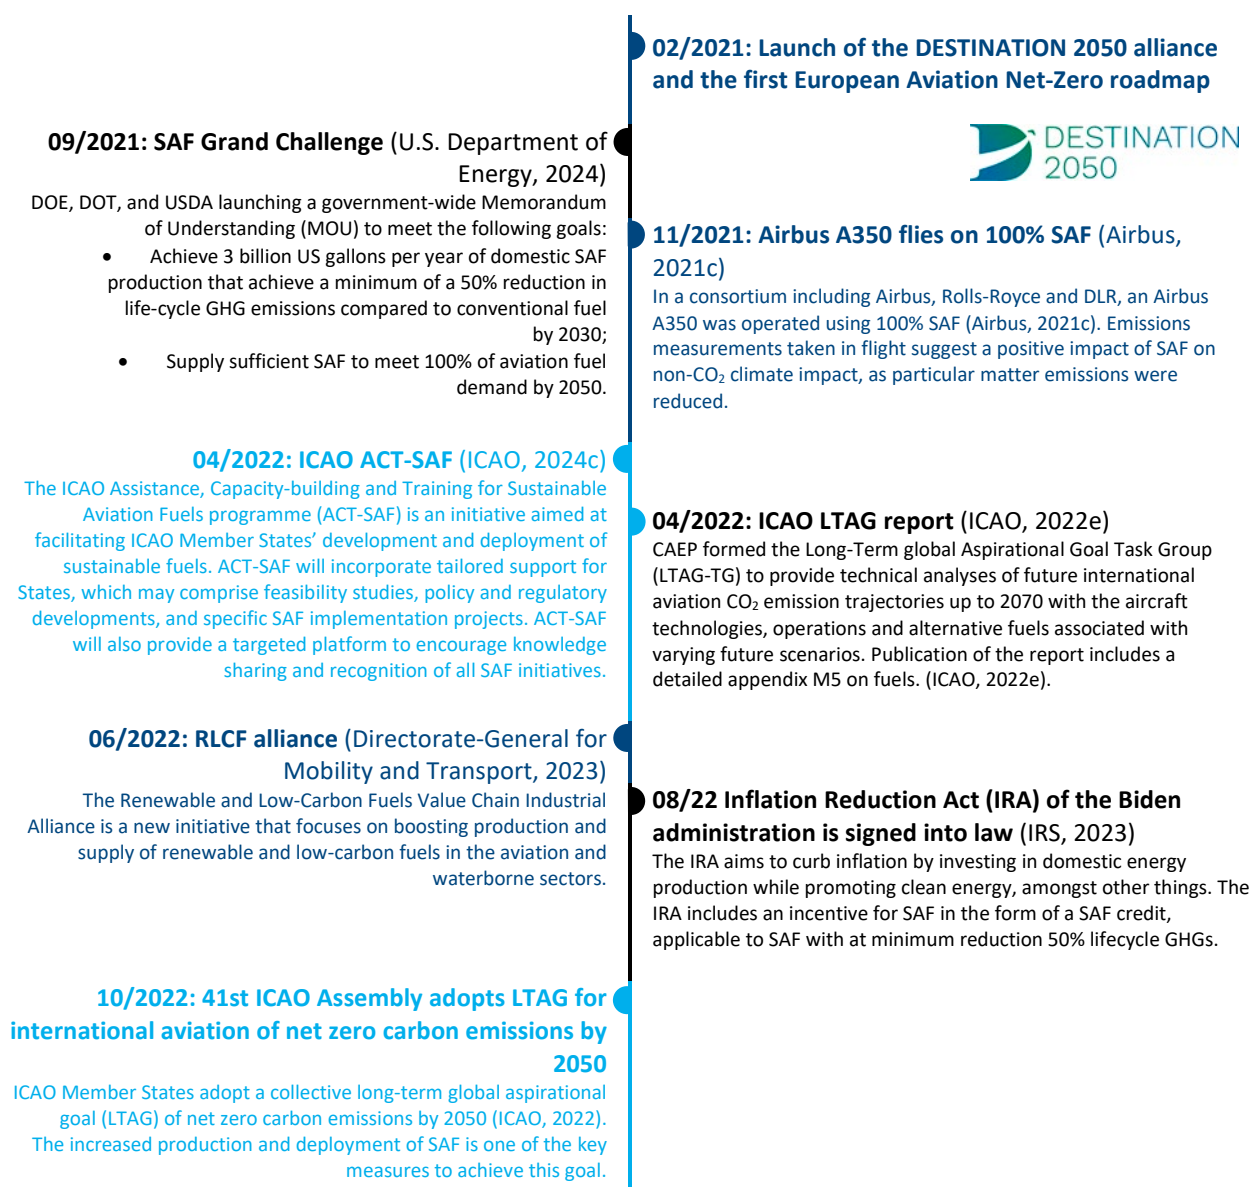 02/2021: Launch of the DESTINATION 2050 alliance
and the first European Aviation Net-Zero roadmap
DESTINATION
2050
09/2021: SAF Grand Challenge (U.S. Department of
Energy, 2024)
DOE, DOT, and USDA launching a government-wide Memorandum
of Understanding (MOU) to meet the following goals:
• Achieve 3 billion US gallons per year of domestic SAF
production that achieve a minimum of a 50% reduction in
life-cycle GHG emissions compared to conventional fuel
by 2030;
• Supply sufficient SAF to meet 100% of aviation fuel
demand by 2050.
11/2021: Airbus A350 flies on 100% SAF (Airbus,
2021c)
In a consortium including Airbus, Rolls-Royce and DLR, an Airbus
A350 was operated using 100% SAF (Airbus, 2021c). Emissions
measurements taken in flight suggest a positive impact of SAF on
non-CO₂ climate impact, as particular matter emissions were
reduced.
04/2022: ICAO ACT-SAF (ICAO, 2024c)
The ICAO Assistance, Capacity-building and Training for Sustainable
Aviation Fuels programme (ACT-SAF) is an initiative aimed at
facilitating ICAO Member States’ development and deployment of
sustainable fuels. ACT-SAF will incorporate tailored support for
States, which may comprise feasibility studies, policy and regulatory
developments, and specific SAF implementation projects. ACT-SAF
will also provide a targeted platform to encourage knowledge
sharing and recognition of all SAF initiatives.
04/2022: ICAO LTAG report (ICAO, 2022e)
CAEP formed the Long-Term global Aspirational Goal Task Group
(LTAG-TG) to provide technical analyses of future international
aviation CO₂ emission trajectories up to 2070 with the aircraft
technologies, operations and alternative fuels associated with
varying future scenarios. Publication of the report includes a
detailed appendix M5 on fuels. (ICAO, 2022e).
06/2022: RLCF alliance (Directorate-General for
Mobility and Transport, 2023)
The Renewable and Low-Carbon Fuels Value Chain Industrial
Alliance is a new initiative that focuses on boosting production and
supply of renewable and low-carbon fuels in the aviation and
waterborne sectors.
08/22 Inflation Reduction Act (IRA) of the Biden
administration is signed into law (IRS, 2023)
The IRA aims to curb inflation by investing in domestic energy
production while promoting clean energy, amongst other things. The
IRA includes an incentive for SAF in the form of a SAF credit,
applicable to SAF with at minimum reduction 50% lifecycle GHGs.
10/2022: 41st ICAO Assembly adopts LTAG for
international aviation of net zero carbon emissions by
2050
ICAO Member States adopt a collective long-term global aspirational
goal (LTAG) of net zero carbon emissions by 2050 (ICAO, 2022).
The increased production and deployment of SAF is one of the key
measures to achieve this goal.